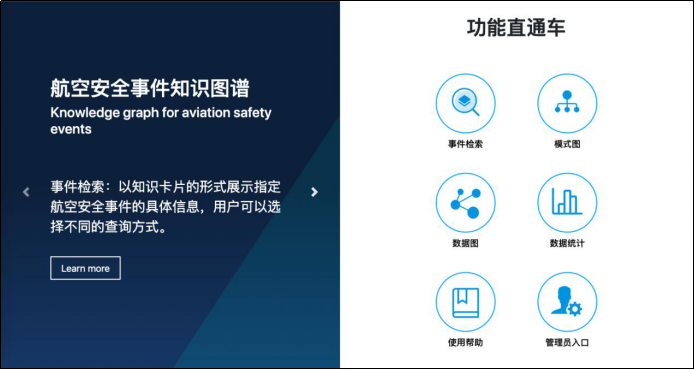 航空安全事件知识图谱
Knowledge graph for aviation safety
events
事件检索：以知识卡片的形式展示指定
航空安全事件的具体信息，用户可以选
择不同的查询方式。
Learn more
功能直通车
事件检索
模式图
数据图
数据统计
使用帮助
管理员入口